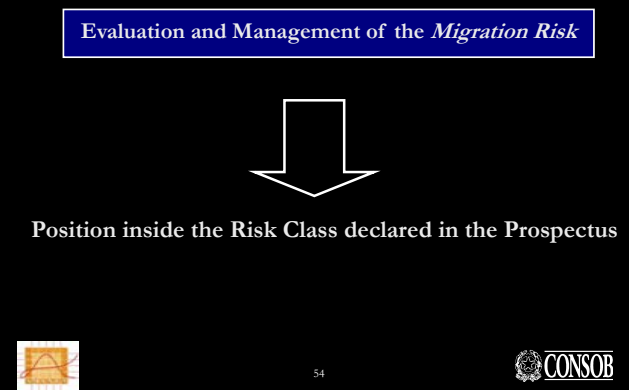 Evaluation and Management of the Migration Risk
Position inside the Risk Class declared in the Prospectus
54
CONSOB